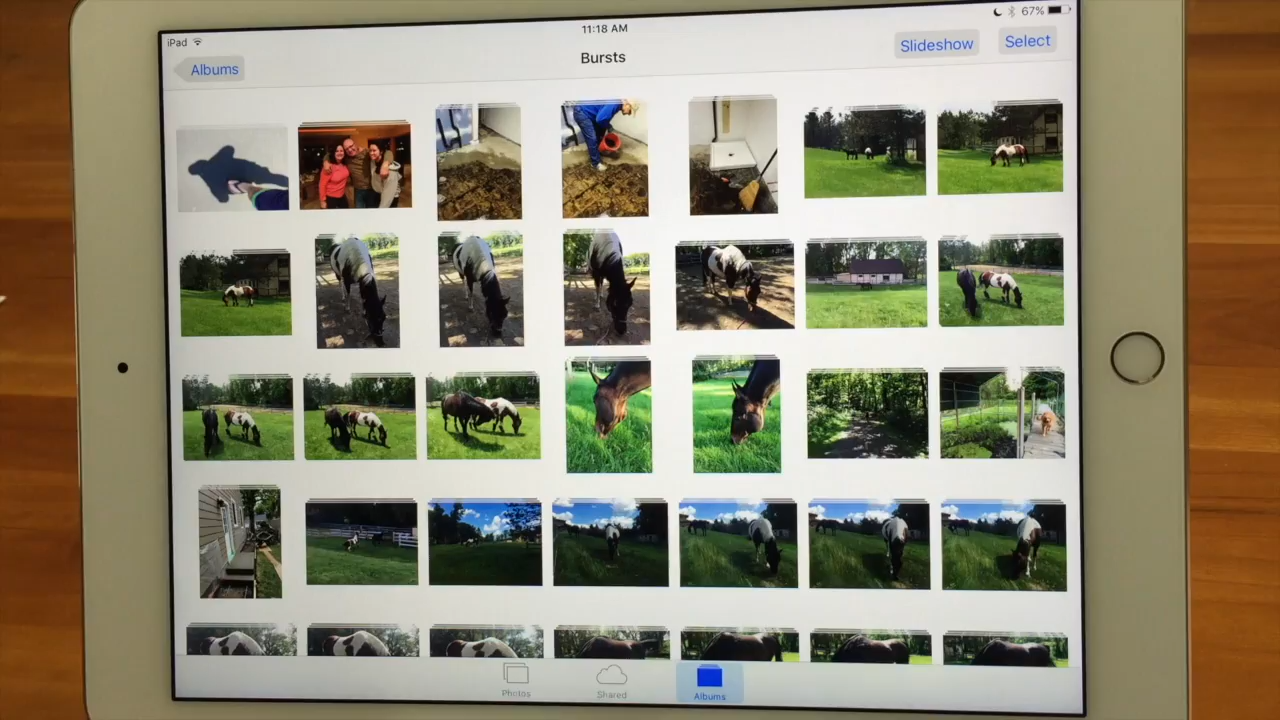 iPad
11:18 AM
67%
Albums
Bursts
Slideshow
Select
Photos
Shared
Albums